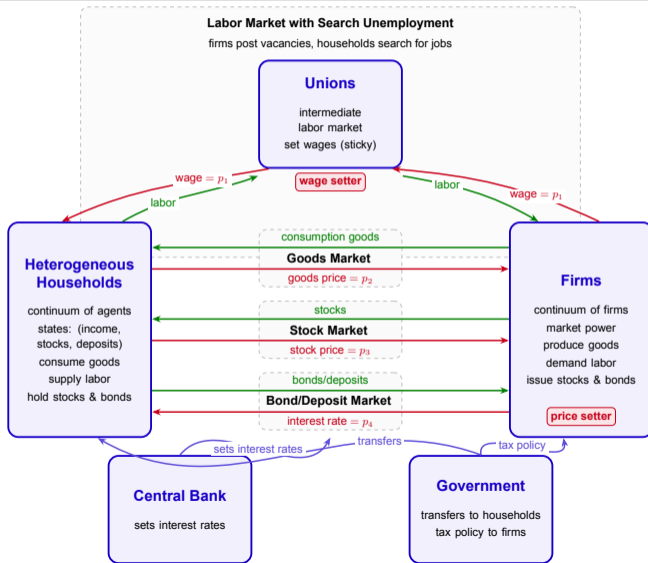 Labor Market with Search Unemployment
firms post vacancies, households search for jobs
Unions
intermediate
labor market
set wages (sticky)
wage setter
wage = p₁
labor
labor
wage = p₁
Heterogeneous
Households
continuum of agents
states: (income,
stocks, deposits)
consume goods
supply labor
hold stocks & bonds
consumption goods
Goods Market
goods price = p₂
stocks
Stock Market
stock price = p₃
bonds/deposits
Bond/Deposit Market
interest rate = p₄
Firms
continuum of firms
market power
produce goods
demand labor
issue stocks & bonds
price setter
sets interest rates
transfers
tax policy
Central Bank
sets interest rates
Government
transfers to households
tax policy to firms